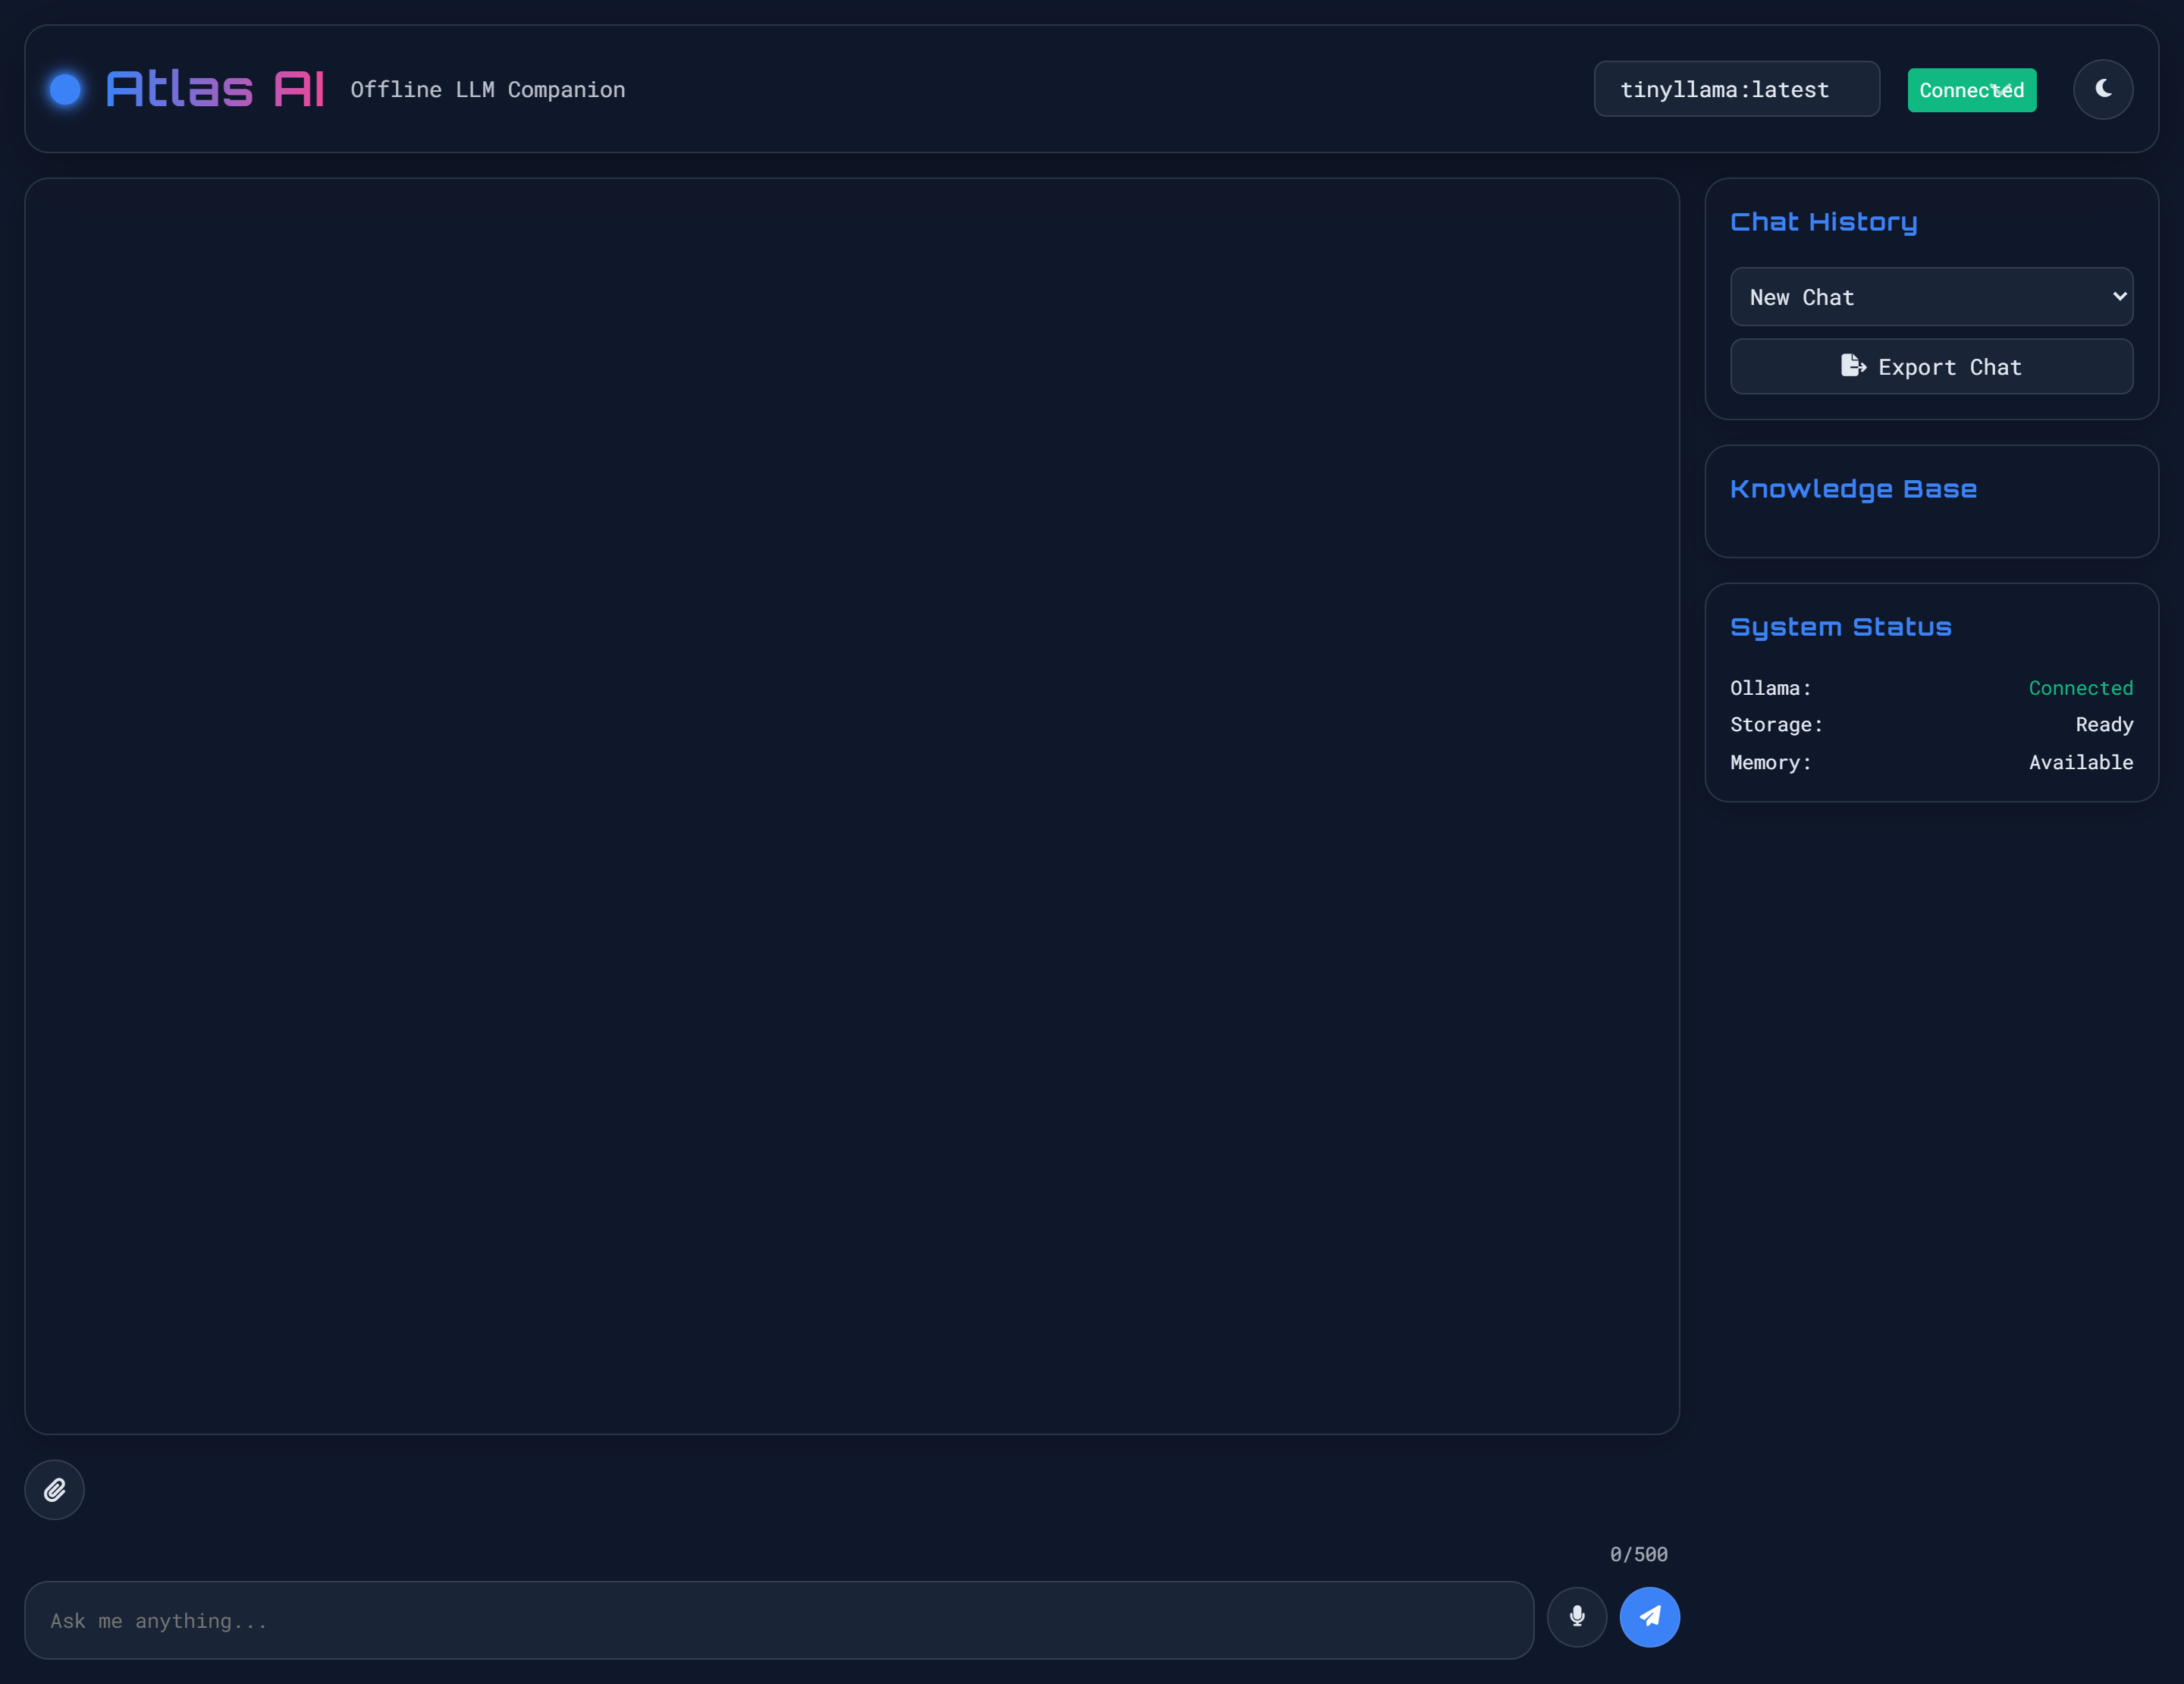 Atlas AI
Offline LLM Companion
tinyllama:latest
Connected
Chat History
New Chat
Export Chat
Knowledge Base
System Status
Ollama: Connected
Storage: Ready
Memory: Available
0/500
Ask me anything...